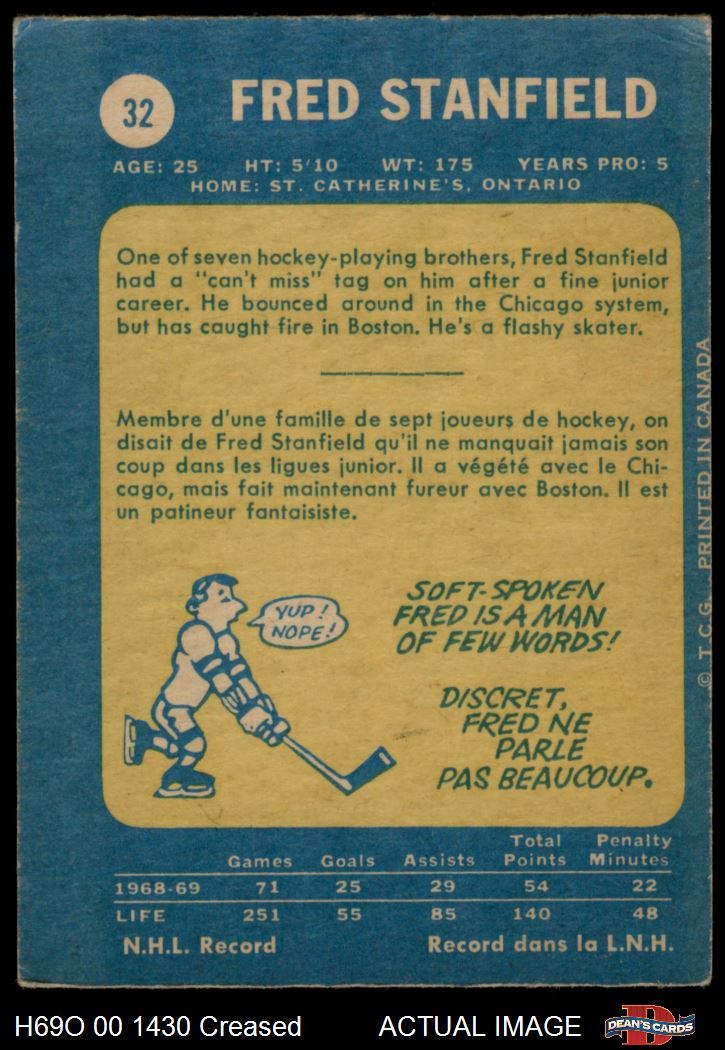 32
FRED STANFIELD
AGE: 25 HT: 5'10 WT: 175 YEARS PRO: 5
HOME: ST. CATHERINE'S, ONTARIO
One of seven hockey-playing brothers, Fred Stanfield
had a "can't miss" tag on him after a fine junior
career. He bounced around in the Chicago system,
but has caught fire in Boston. He's a flashy skater.
Membre d'une famille de sept joueurs de hockey, on
disait de Fred Stanfield qu'il ne manquait jamais son
coup dans les ligues junior. Il a végété avec le Chi-
cago, mais fait maintenant fureur avec Boston. Il est
un patineur fantaisiste.
YUP!
NOPE!
SOFT-SPOKEN
FRED IS A MAN
OF FEW WORDS!
DISCRET,
FRED NE
PARLE
PAS BEAUCOUP.
© T.C.G. PRINTED IN CANADA
Total Penalty
Games Goals Assists Points Minutes
1968-69 71 25 29 54 22
LIFE 251 55 85 140 48
N.H.L. Record Record dans la L.N.H.
H69O 00 1430 Creased ACTUAL IMAGE
D
DEAN'S CARDS